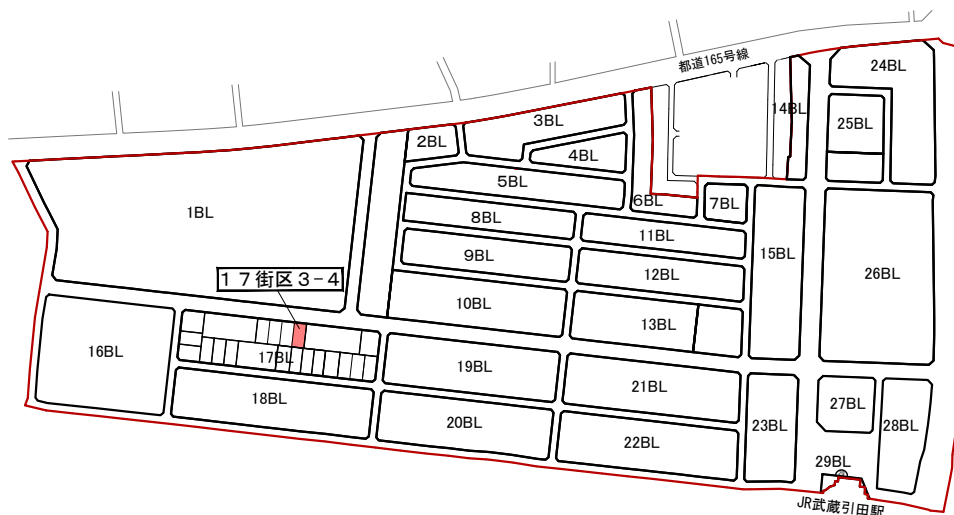 都道165号線
24BL
14BL
25BL
3BL
2BL
4BL
5BL
6BL
7BL
1BL
8BL
11BL
15BL
9BL
12BL
26BL
17街区3-4
10BL
13BL
16BL
17BL
19BL
21BL
18BL
20BL
22BL
23BL
27BL
28BL
29BL
JR武蔵引田駅